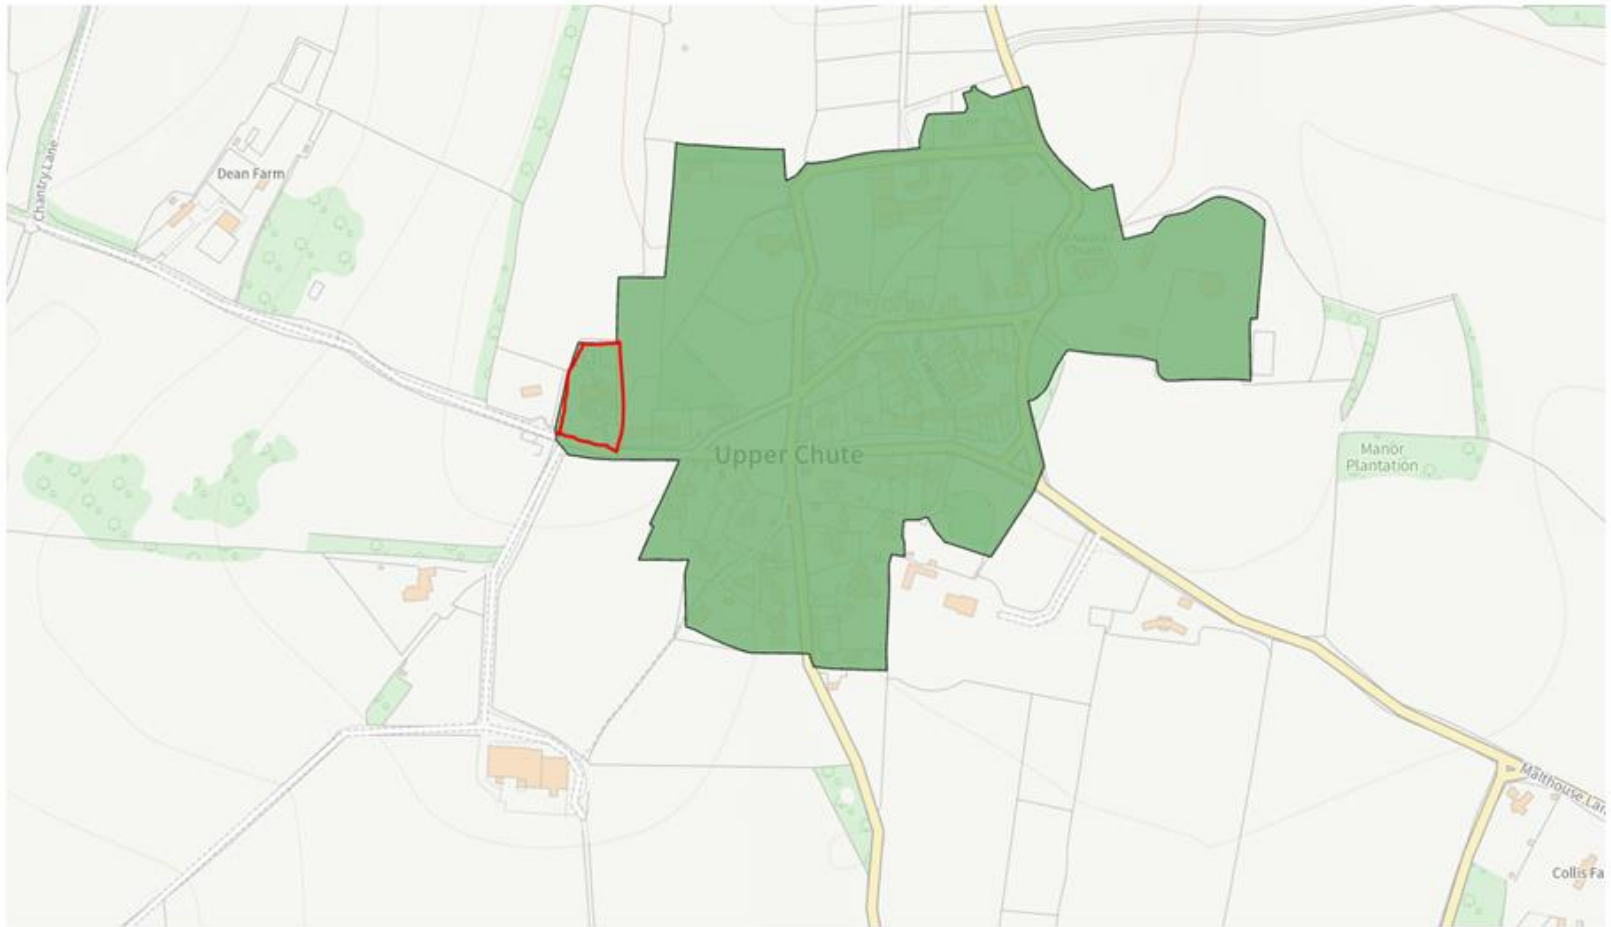 Chantry Lane
Dean Farm
Upper Chute
Manor
Plantation
Malthouse Lan
Collis Fa